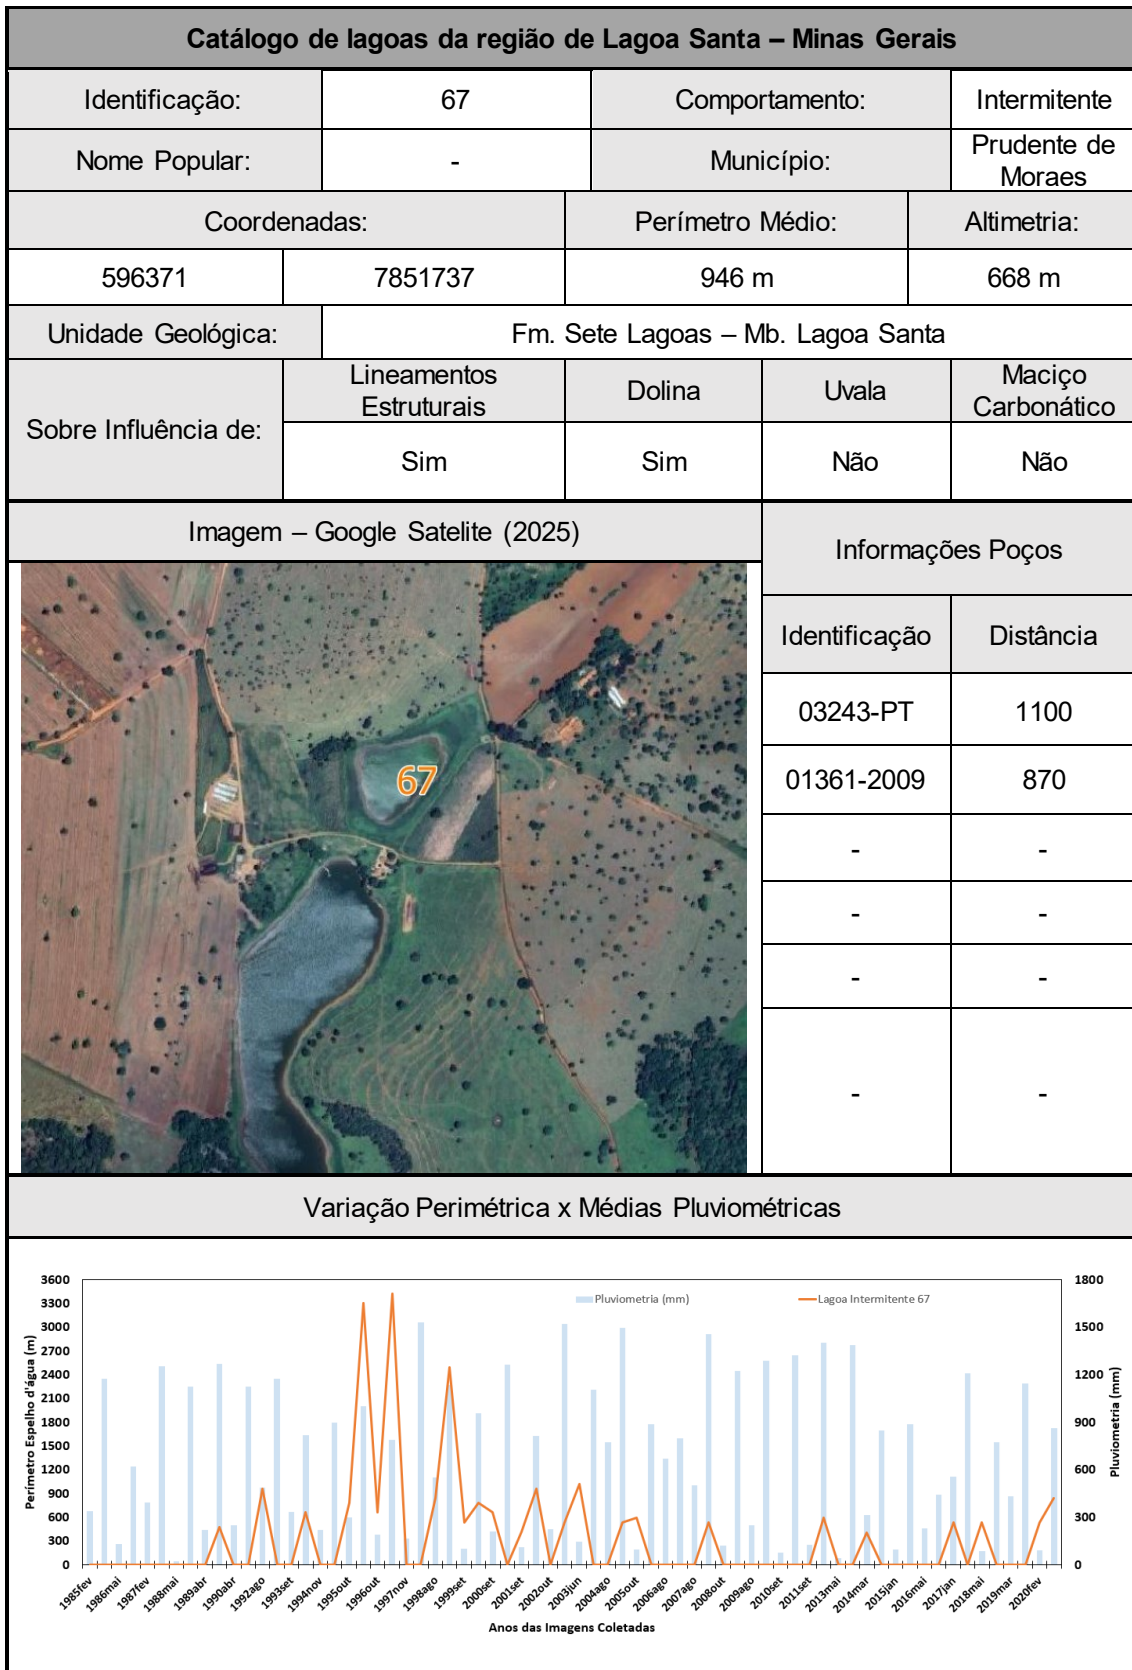 Catálogo de lagoas da região de Lagoa Santa – Minas Gerais
Identificação: 67 Comportamento: Intermitente
Nome Popular: - Município: Prudente de Moraes
Coordenadas: Perímetro Médio: Altimetria:
596371 7851737 946 m 668 m
Unidade Geológica: Fm. Sete Lagoas – Mb. Lagoa Santa
Sobre Influência de:
Lineamentos Estruturais Dolina Uvala Maciço Carbonático
Sim Sim Não Não
Imagem – Google Satelite (2025)
67
Informações Poços
Identificação Distância
03243-PT 1100
01361-2009 870
- -
- -
- -
- -
Variação Perimétrica x Médias Pluviométricas
Perímetro Espelho d'água (m)
3600
3300
3000
2700
2400
2100
1800
1500
1200
900
600
300
0
Pluviometria (mm) Lagoa Intermitente 67
1800
1500
1200
900
600
300
0
Pluviometria (mm)
1985fev 1986mai 1987fev 1988mai 1989abr 1990abr 1992ago 1993set 1994nov 1995out 1996out 1997nov 1998ago 1999set 2000set 2001set 2002out 2003jun 2004ago 2005out 2006ago 2007ago 2008out 2009ago 2010set 2011set 2013mai 2014mar 2015jan 2016mai 2017jan 2018mai 2019mar 2020fev
Anos das Imagens Coletadas